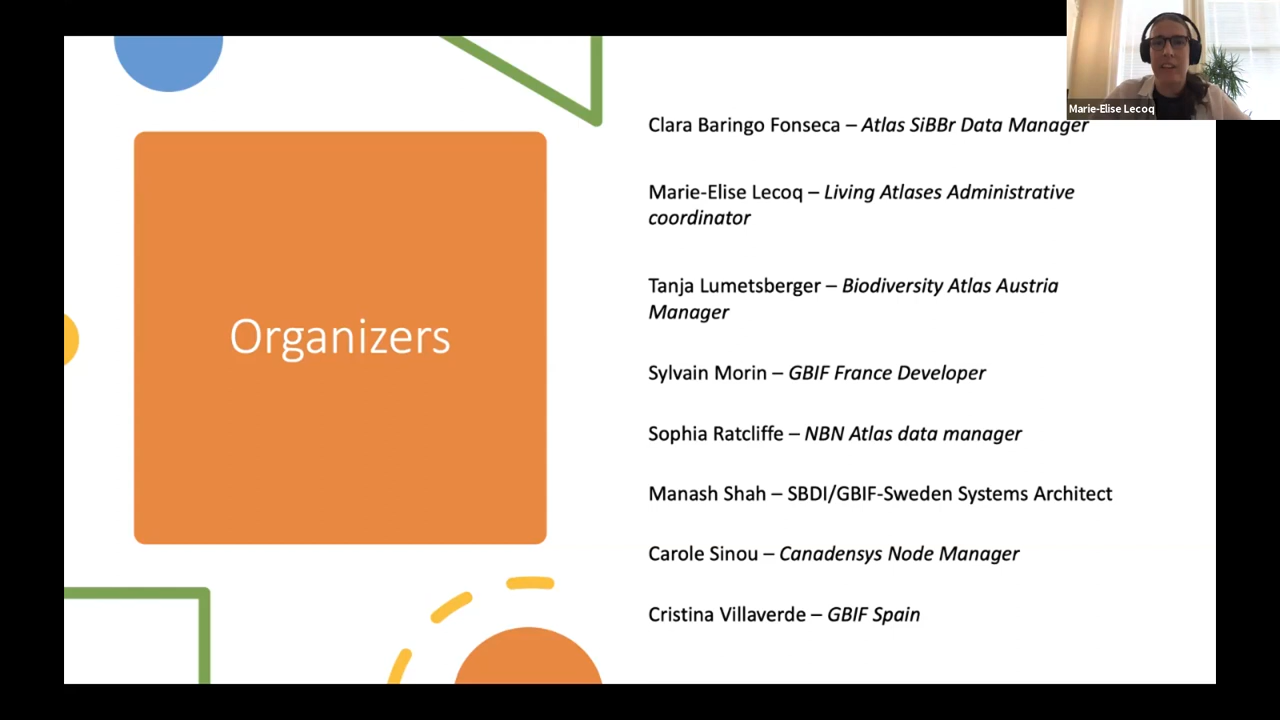 Marie-Elise Lecoq
Organizers
Clara Baringo Fonseca – Atlas SiBBr Data Manager
Marie-Elise Lecoq – Living Atlases Administrative
coordinator
Tanja Lumetsberger – Biodiversity Atlas Austria
Manager
Sylvain Morin – GBIF France Developer
Sophia Ratcliffe – NBN Atlas data manager
Manash Shah – SBDI/GBIF-Sweden Systems Architect
Carole Sinou – Canadensys Node Manager
Cristina Villaverde – GBIF Spain